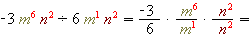 ⁻3 m⁶ n² ÷ 6 m¹ n² = ⁻3/6 · m⁶/m¹ · n²/n² =